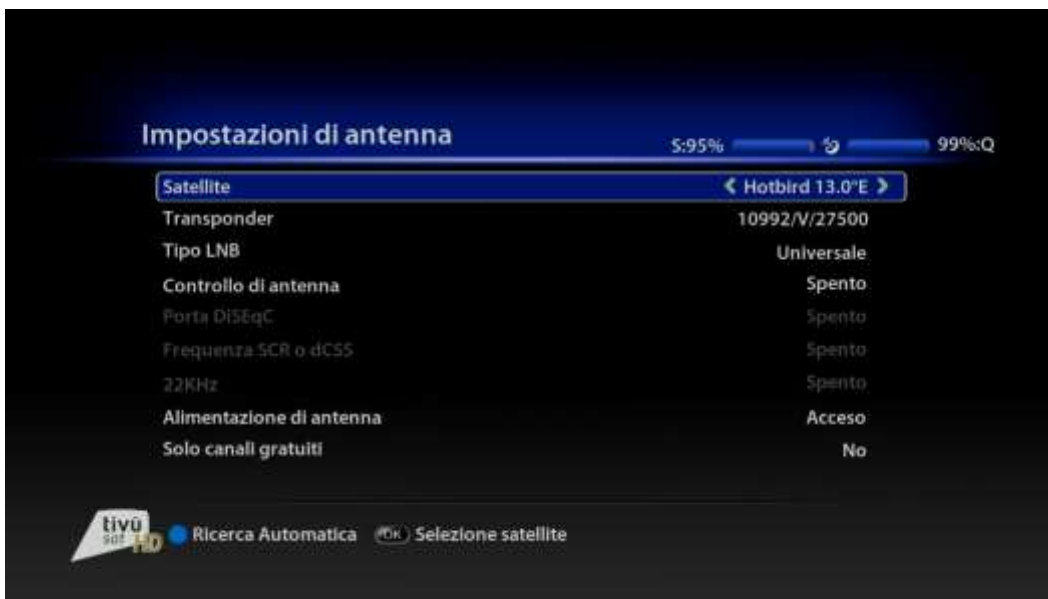 Impostazioni di antenna
S:95% 99%:Q
Satellite Hotbird 13.0°E
Transponder 10992/V/27500
Tipo LNB Universale
Controllo di antenna Spento
Porta DiSEqC Spento
Frequenza SCR o dCSS Spento
22KHz Spento
Alimentazione di antenna Acceso
Solo canali gratuiti No
tivù
sat HD
Ricerca Automatica OK Selezione satellite